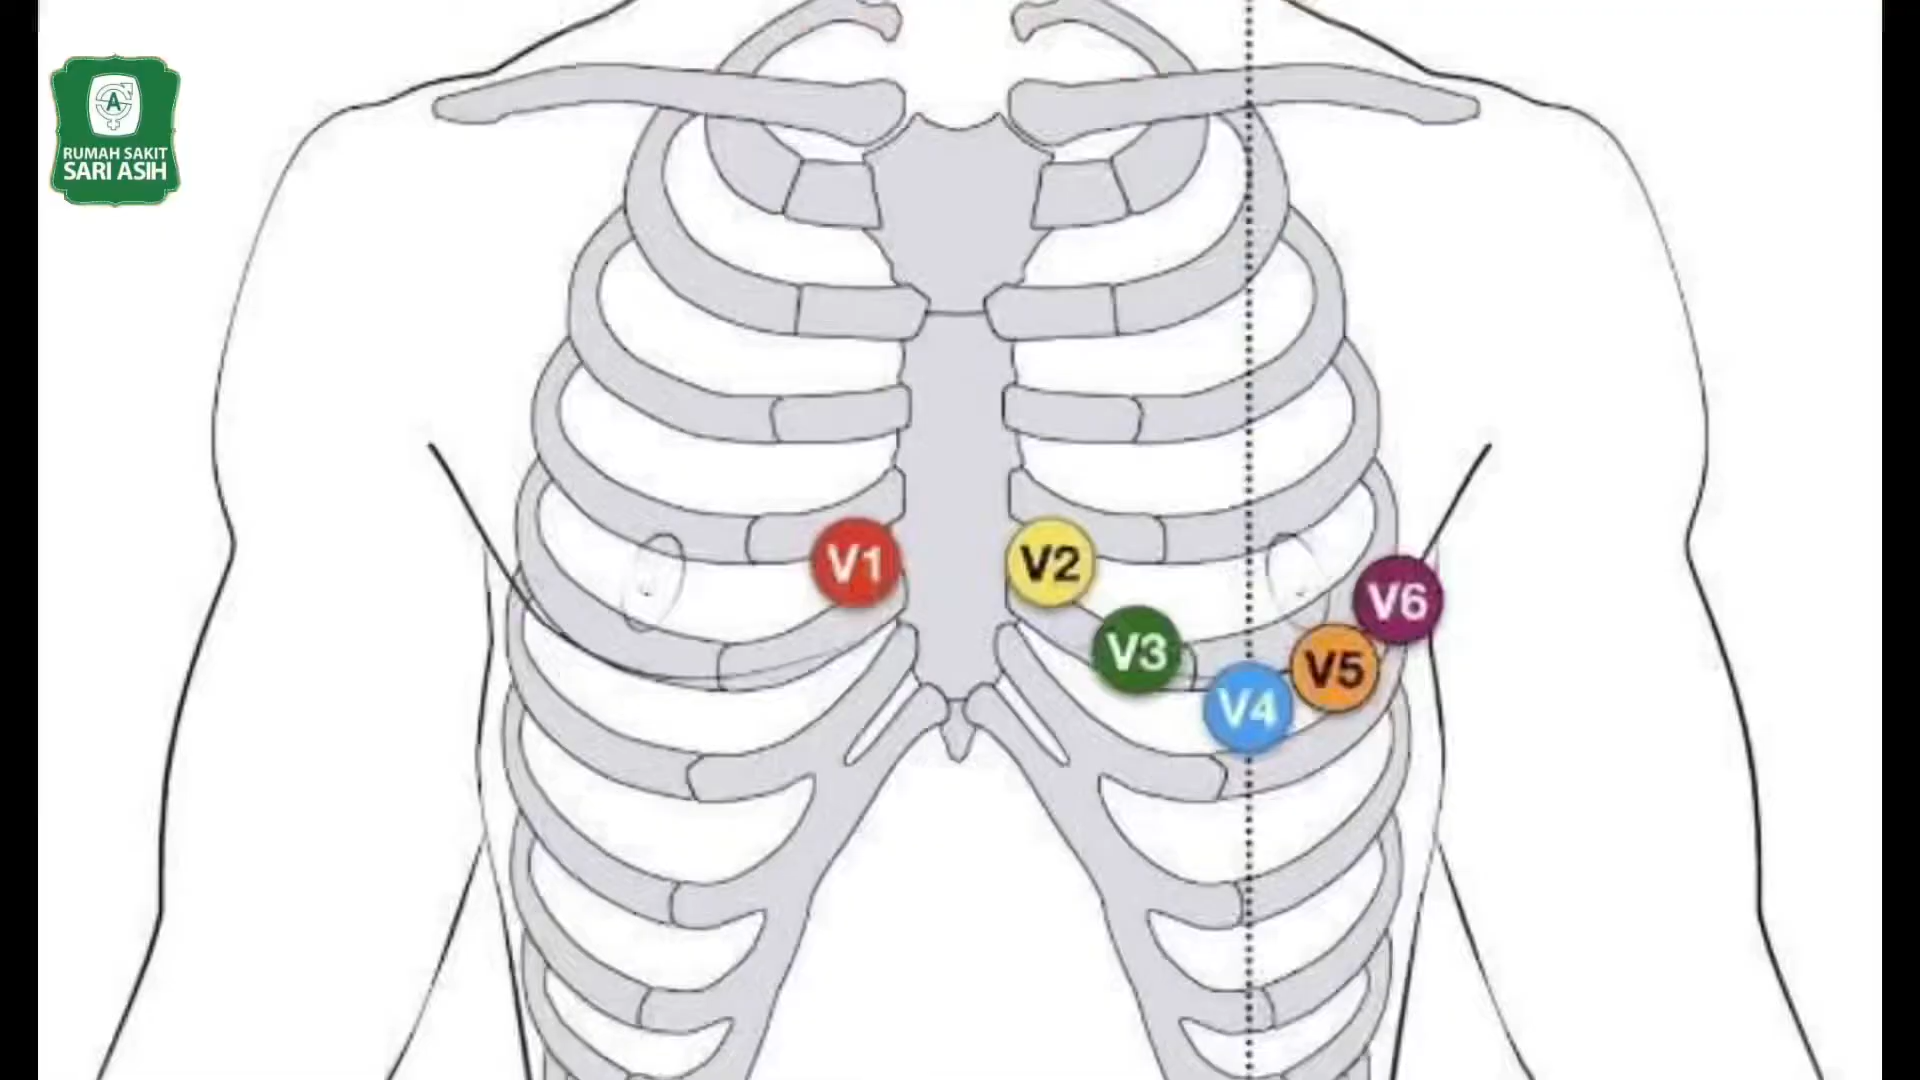 A
RUMAH SAKIT
SARI ASIH
V1
V2
V3
V4
V5
V6